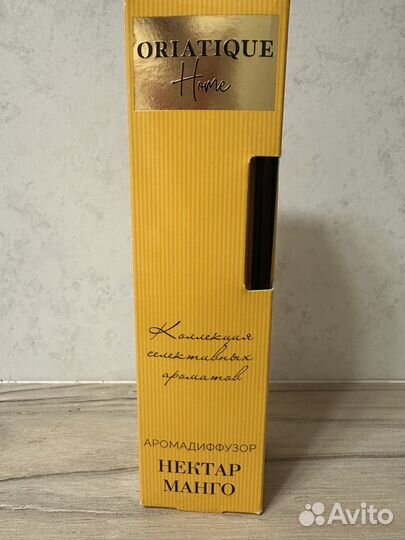 ORIATIQUE
Home
Коллекция
селективных
ароматов
АРОМАДИФФУЗОР
НЕКТАР
МАНГО
Avito